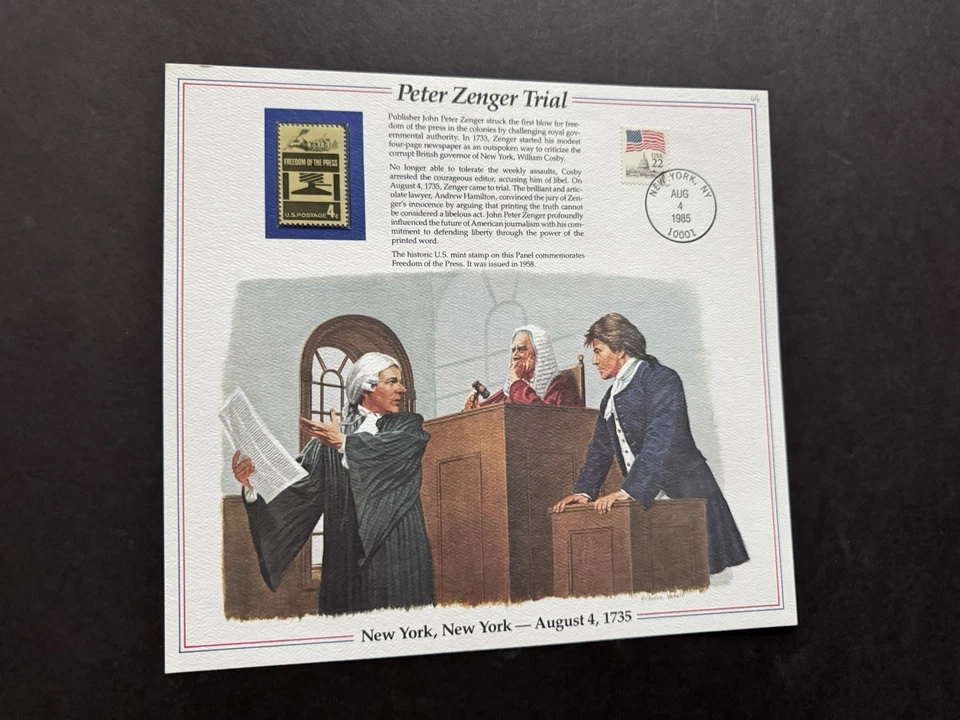 Peter Zenger Trial
Publisher John Peter Zenger struck the first blow for free-
dom of the press in the colonies by challenging royal gov-
ernmental authority. In 1733, Zenger started his modest
four-page newspaper as an outspoken way to criticize the
corrupt British governor of New York, William Cosby.
No longer able to tolerate the weekly assaults, Cosby
arrested the courageous editor, accusing him of libel. On
August 4, 1735, Zenger came to trial. The brilliant and artic-
ulate lawyer, Andrew Hamilton, convinced the jury of Zen-
ger's innocence by arguing that printing the truth cannot
be considered a libelous act. John Peter Zenger profoundly
influenced the future of American journalism with his com-
mitment to defending liberty through the power of the
printed word.
The historic U.S. mint stamp on this Panel commemorates
Freedom of the Press. It was issued in 1958.
FREEDOM OF THE PRESS
U.S. POSTAGE 4¢
USA
22
NEW YORK, NY
AUG
4
1985
10001
New York, New York — August 4, 1735